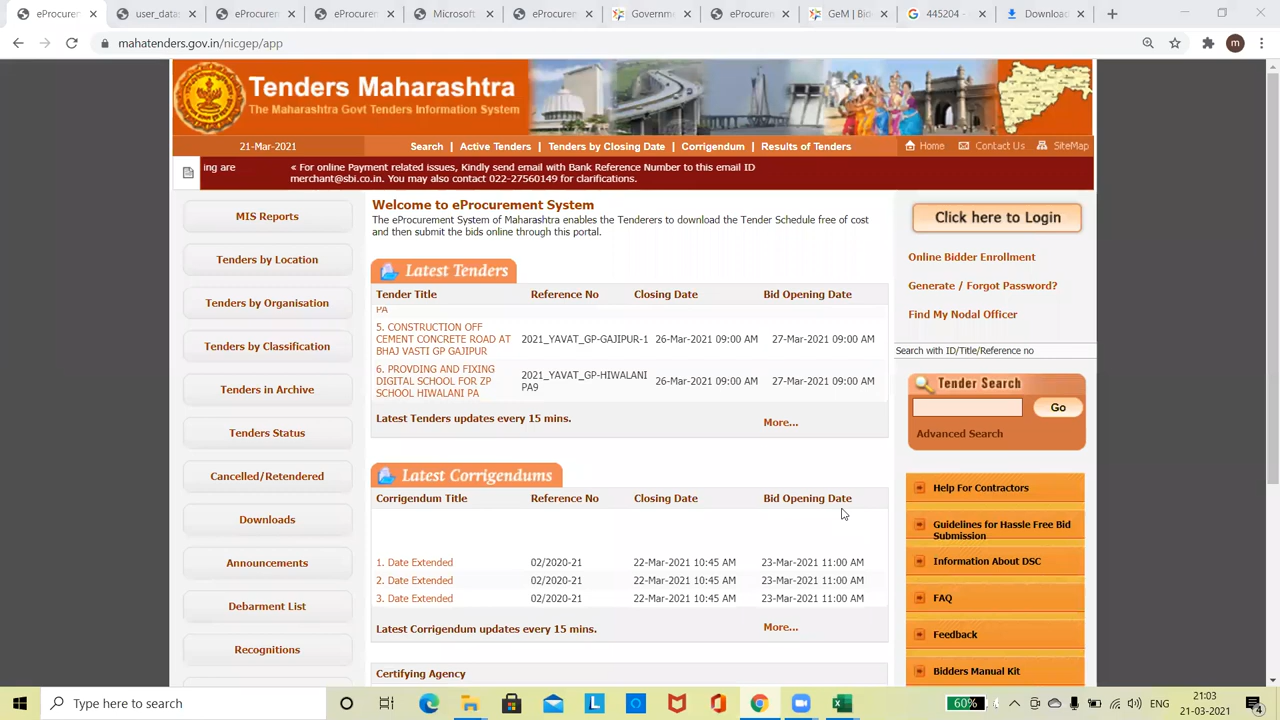 eProcurem
user_data
eProcurem
eProcurem
Microsoft
eProcurem
Governme
eProcurem
GeM | Bid
445204 -
Download
mahatenders.gov.in/nicgep/app
m
Tenders Maharashtra
The Maharashtra Govt Tenders Information System
21-Mar-2021
Search | Active Tenders | Tenders by Closing Date | Corrigendum | Results of Tenders
Home
Contact Us
SiteMap
ing are
« For online Payment related issues, Kindly send email with Bank Reference Number to this email ID
merchant@sbi.co.in. You may also contact 022-27560149 for clarifications.
MIS Reports
Tenders by Location
Tenders by Organisation
Tenders by Classification
Tenders in Archive
Tenders Status
Cancelled/Retendered
Downloads
Announcements
Debarment List
Recognitions
Welcome to eProcurement System
The eProcurement System of Maharashtra enables the Tenderers to download the Tender Schedule free of cost
and then submit the bids online through this portal.
Latest Tenders
Tender Title Reference No Closing Date Bid Opening Date
PA
5. CONSTRUCTION OFF
CEMENT CONCRETE ROAD AT 2021_YAVAT_GP-GAJIPUR-1 26-Mar-2021 09:00 AM 27-Mar-2021 09:00 AM
BHAJ VASTI GP GAJIPUR
6. PROVDING AND FIXING
DIGITAL SCHOOL FOR ZP 2021_YAVAT_GP-HIWALANI 26-Mar-2021 09:00 AM 27-Mar-2021 09:00 AM
SCHOOL HIWALANI PA PA9
Latest Tenders updates every 15 mins.
More...
Latest Corrigendums
Corrigendum Title Reference No Closing Date Bid Opening Date
1. Date Extended 02/2020-21 22-Mar-2021 10:45 AM 23-Mar-2021 11:00 AM
2. Date Extended 02/2020-21 22-Mar-2021 10:45 AM 23-Mar-2021 11:00 AM
3. Date Extended 02/2020-21 22-Mar-2021 10:45 AM 23-Mar-2021 11:00 AM
Latest Corrigendum updates every 15 mins.
More...
Certifying Agency
Click here to Login
Online Bidder Enrollment
Generate / Forgot Password?
Find My Nodal Officer
Search with ID/Title/Reference no
Tender Search
Go
Advanced Search
Help For Contractors
Guidelines for Hassle Free Bid
Submission
Information About DSC
FAQ
Feedback
Bidders Manual Kit
Type here to search
60%
21:03
21-03-2021
4